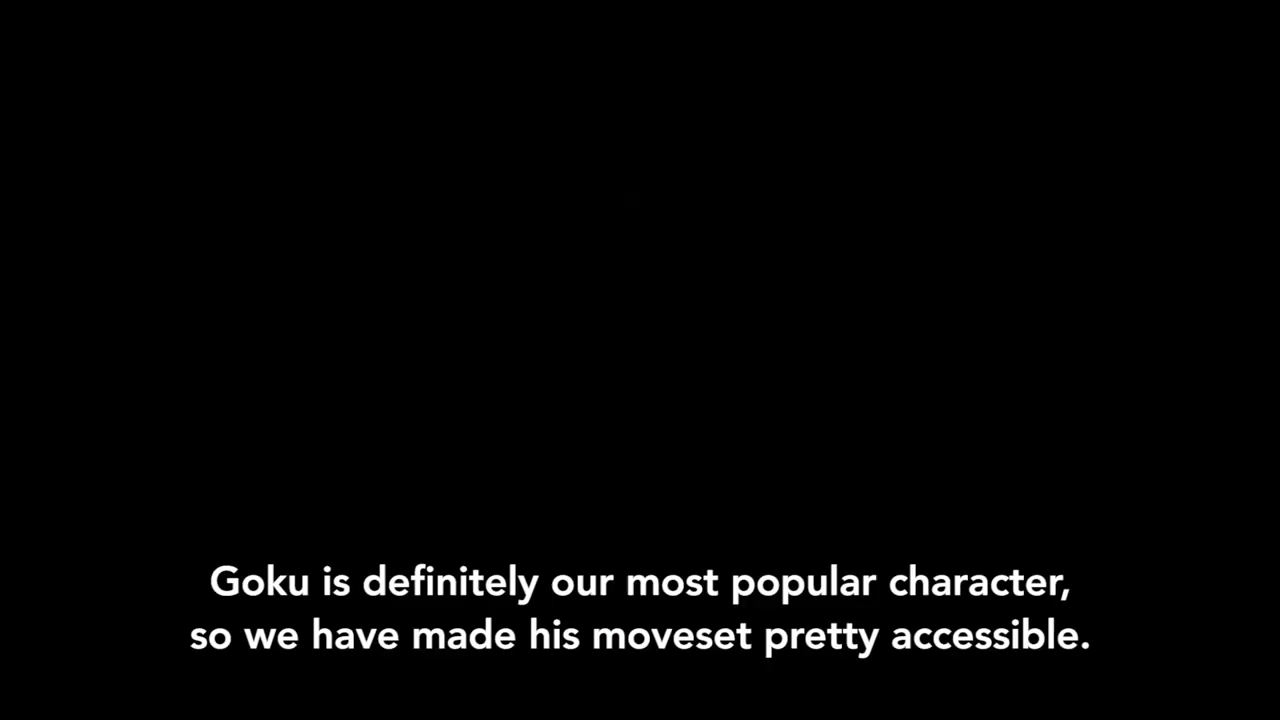 Goku is definitely our most popular character,
so we have made his moveset pretty accessible.